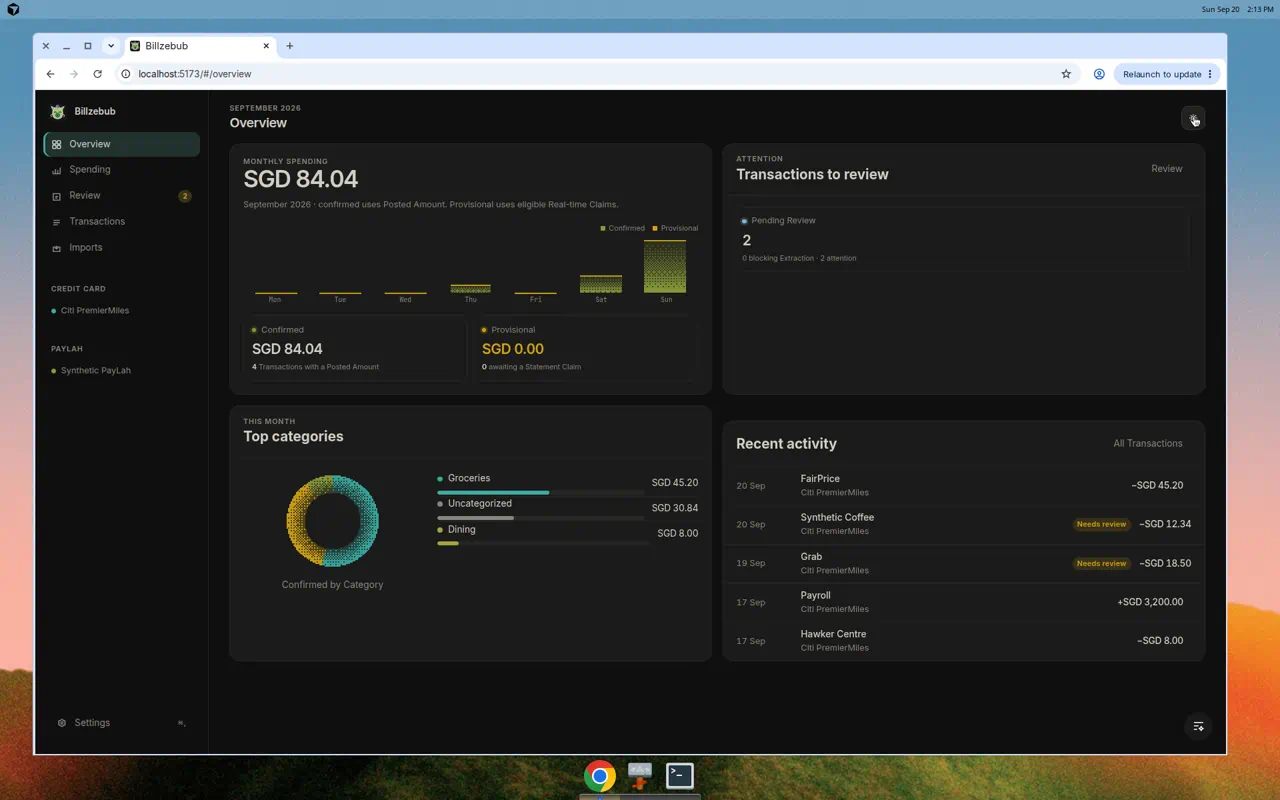 Sun Sep 20 2:13 PM
Billzebub
localhost:5173/#/overview
Relaunch to update
Billzebub
Overview
Spending
Review 2
Transactions
Imports
CREDIT CARD
Citi PremierMiles
PAYLAH
Synthetic PayLah
Settings
SEPTEMBER 2026
Overview
MONTHLY SPENDING
SGD 84.04
September 2026 · confirmed uses Posted Amount. Provisional uses eligible Real-time Claims.
Confirmed Provisional
Mon Tue Wed Thu Fri Sat Sun
Confirmed
SGD 84.04
4 Transactions with a Posted Amount
Provisional
SGD 0.00
0 awaiting a Statement Claim
ATTENTION
Transactions to review
Review
Pending Review
2
0 blocking Extraction · 2 attention
THIS MONTH
Top categories
Confirmed by Category
Groceries SGD 45.20
Uncategorized SGD 30.84
Dining SGD 8.00
Recent activity
All Transactions
20 Sep FairPrice −SGD 45.20
Citi PremierMiles
20 Sep Synthetic Coffee Needs review −SGD 12.34
Citi PremierMiles
19 Sep Grab Needs review −SGD 18.50
Citi PremierMiles
17 Sep Payroll +SGD 3,200.00
Citi PremierMiles
17 Sep Hawker Centre −SGD 8.00
Citi PremierMiles